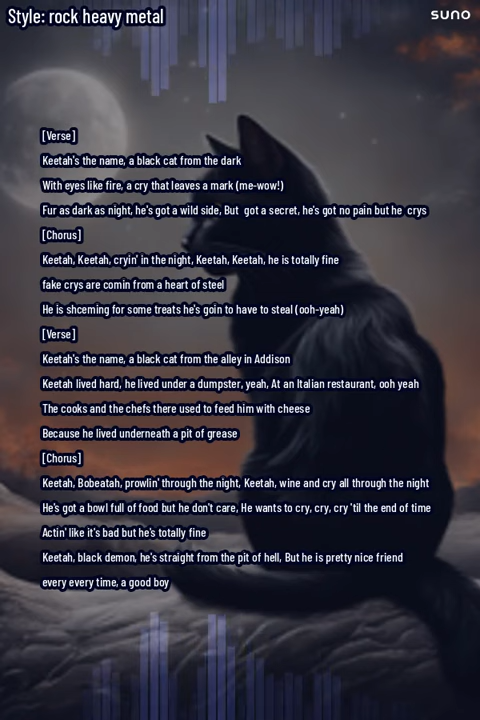 Style: rock heavy metal
suno
[Verse]
Keetah's the name, a black cat from the dark
With eyes like fire, a cry that leaves a mark (me-wow!)
Fur as dark as night, he's got a wild side, But got a secret, he's got no pain but he crys
[Chorus]
Keetah, Keetah, cryin' in the night, Keetah, Keetah, he is totally fine
fake crys are comin from a heart of steel
He is shceming for some treats he's goin to have to steal (ooh-yeah)
[Verse]
Keetah's the name, a black cat from the alley in Addison
Keetah lived hard, he lived under a dumpster, yeah, At an Italian restaurant, ooh yeah
The cooks and the chefs there used to feed him with cheese
Because he lived underneath a pit of grease
[Chorus]
Keetah, Bobeatah, prowlin' through the night, Keetah, wine and cry all through the night
He's got a bowl full of food but he don't care, He wants to cry, cry, cry 'til the end of time
Actin' like it's bad but he's totally fine
Keetah, black demon, he's straight from the pit of hell, But he is pretty nice friend
every every time, a good boy